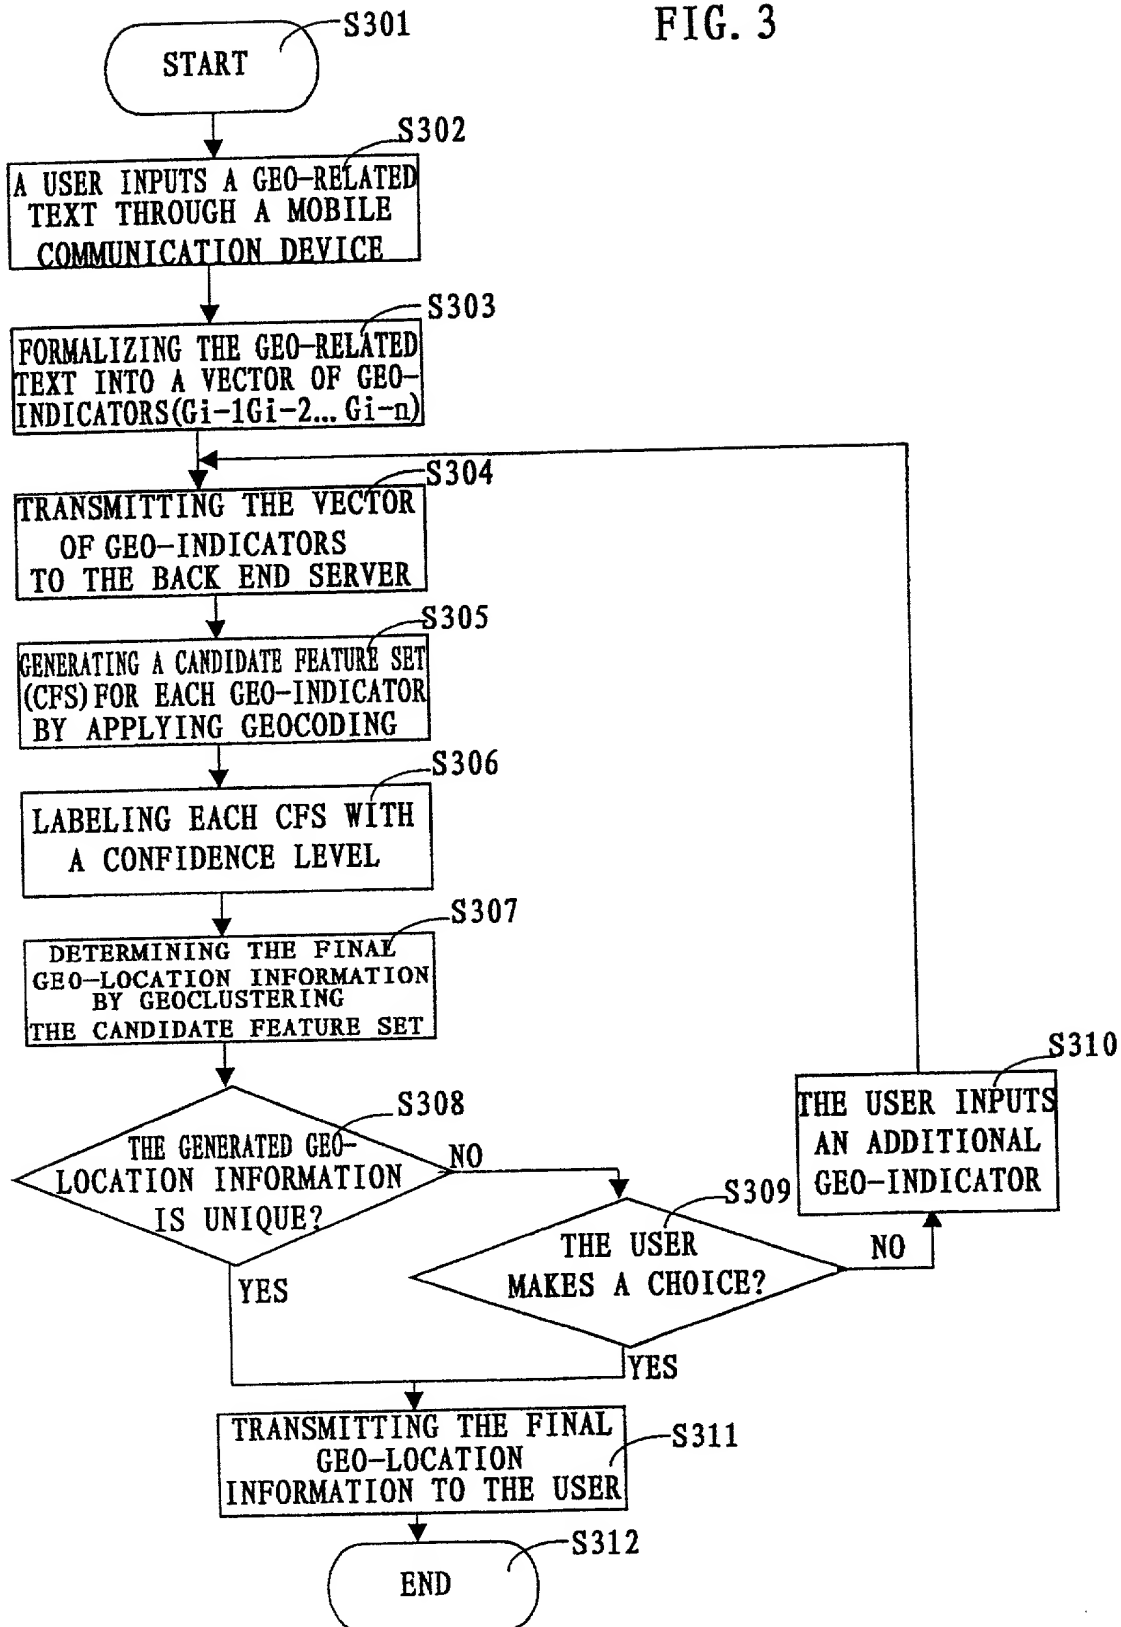 FIG. 3
S301
START
S302
A USER INPUTS A GEO-RELATED
TEXT THROUGH A MOBILE
COMMUNICATION DEVICE
S303
FORMALIZING THE GEO-RELATED
TEXT INTO A VECTOR OF GEO-
INDICATORS(Gi-1Gi-2... Gi-n)
S304
TRANSMITTING THE VECTOR
OF GEO-INDICATORS
TO THE BACK END SERVER
S305
GENERATING A CANDIDATE FEATURE SET
(CFS) FOR EACH GEO-INDICATOR
BY APPLYING GEOCODING
S306
LABELING EACH CFS WITH
A CONFIDENCE LEVEL
S307
DETERMINING THE FINAL
GEO-LOCATION INFORMATION
BY GEOCLUSTERING
THE CANDIDATE FEATURE SET
S308
THE GENERATED GEO-
LOCATION INFORMATION
IS UNIQUE?
NO
YES
S309
THE USER
MAKES A CHOICE?
NO
YES
S310
THE USER INPUTS
AN ADDITIONAL
GEO-INDICATOR
S311
TRANSMITTING THE FINAL
GEO-LOCATION
INFORMATION TO THE USER
S312
END